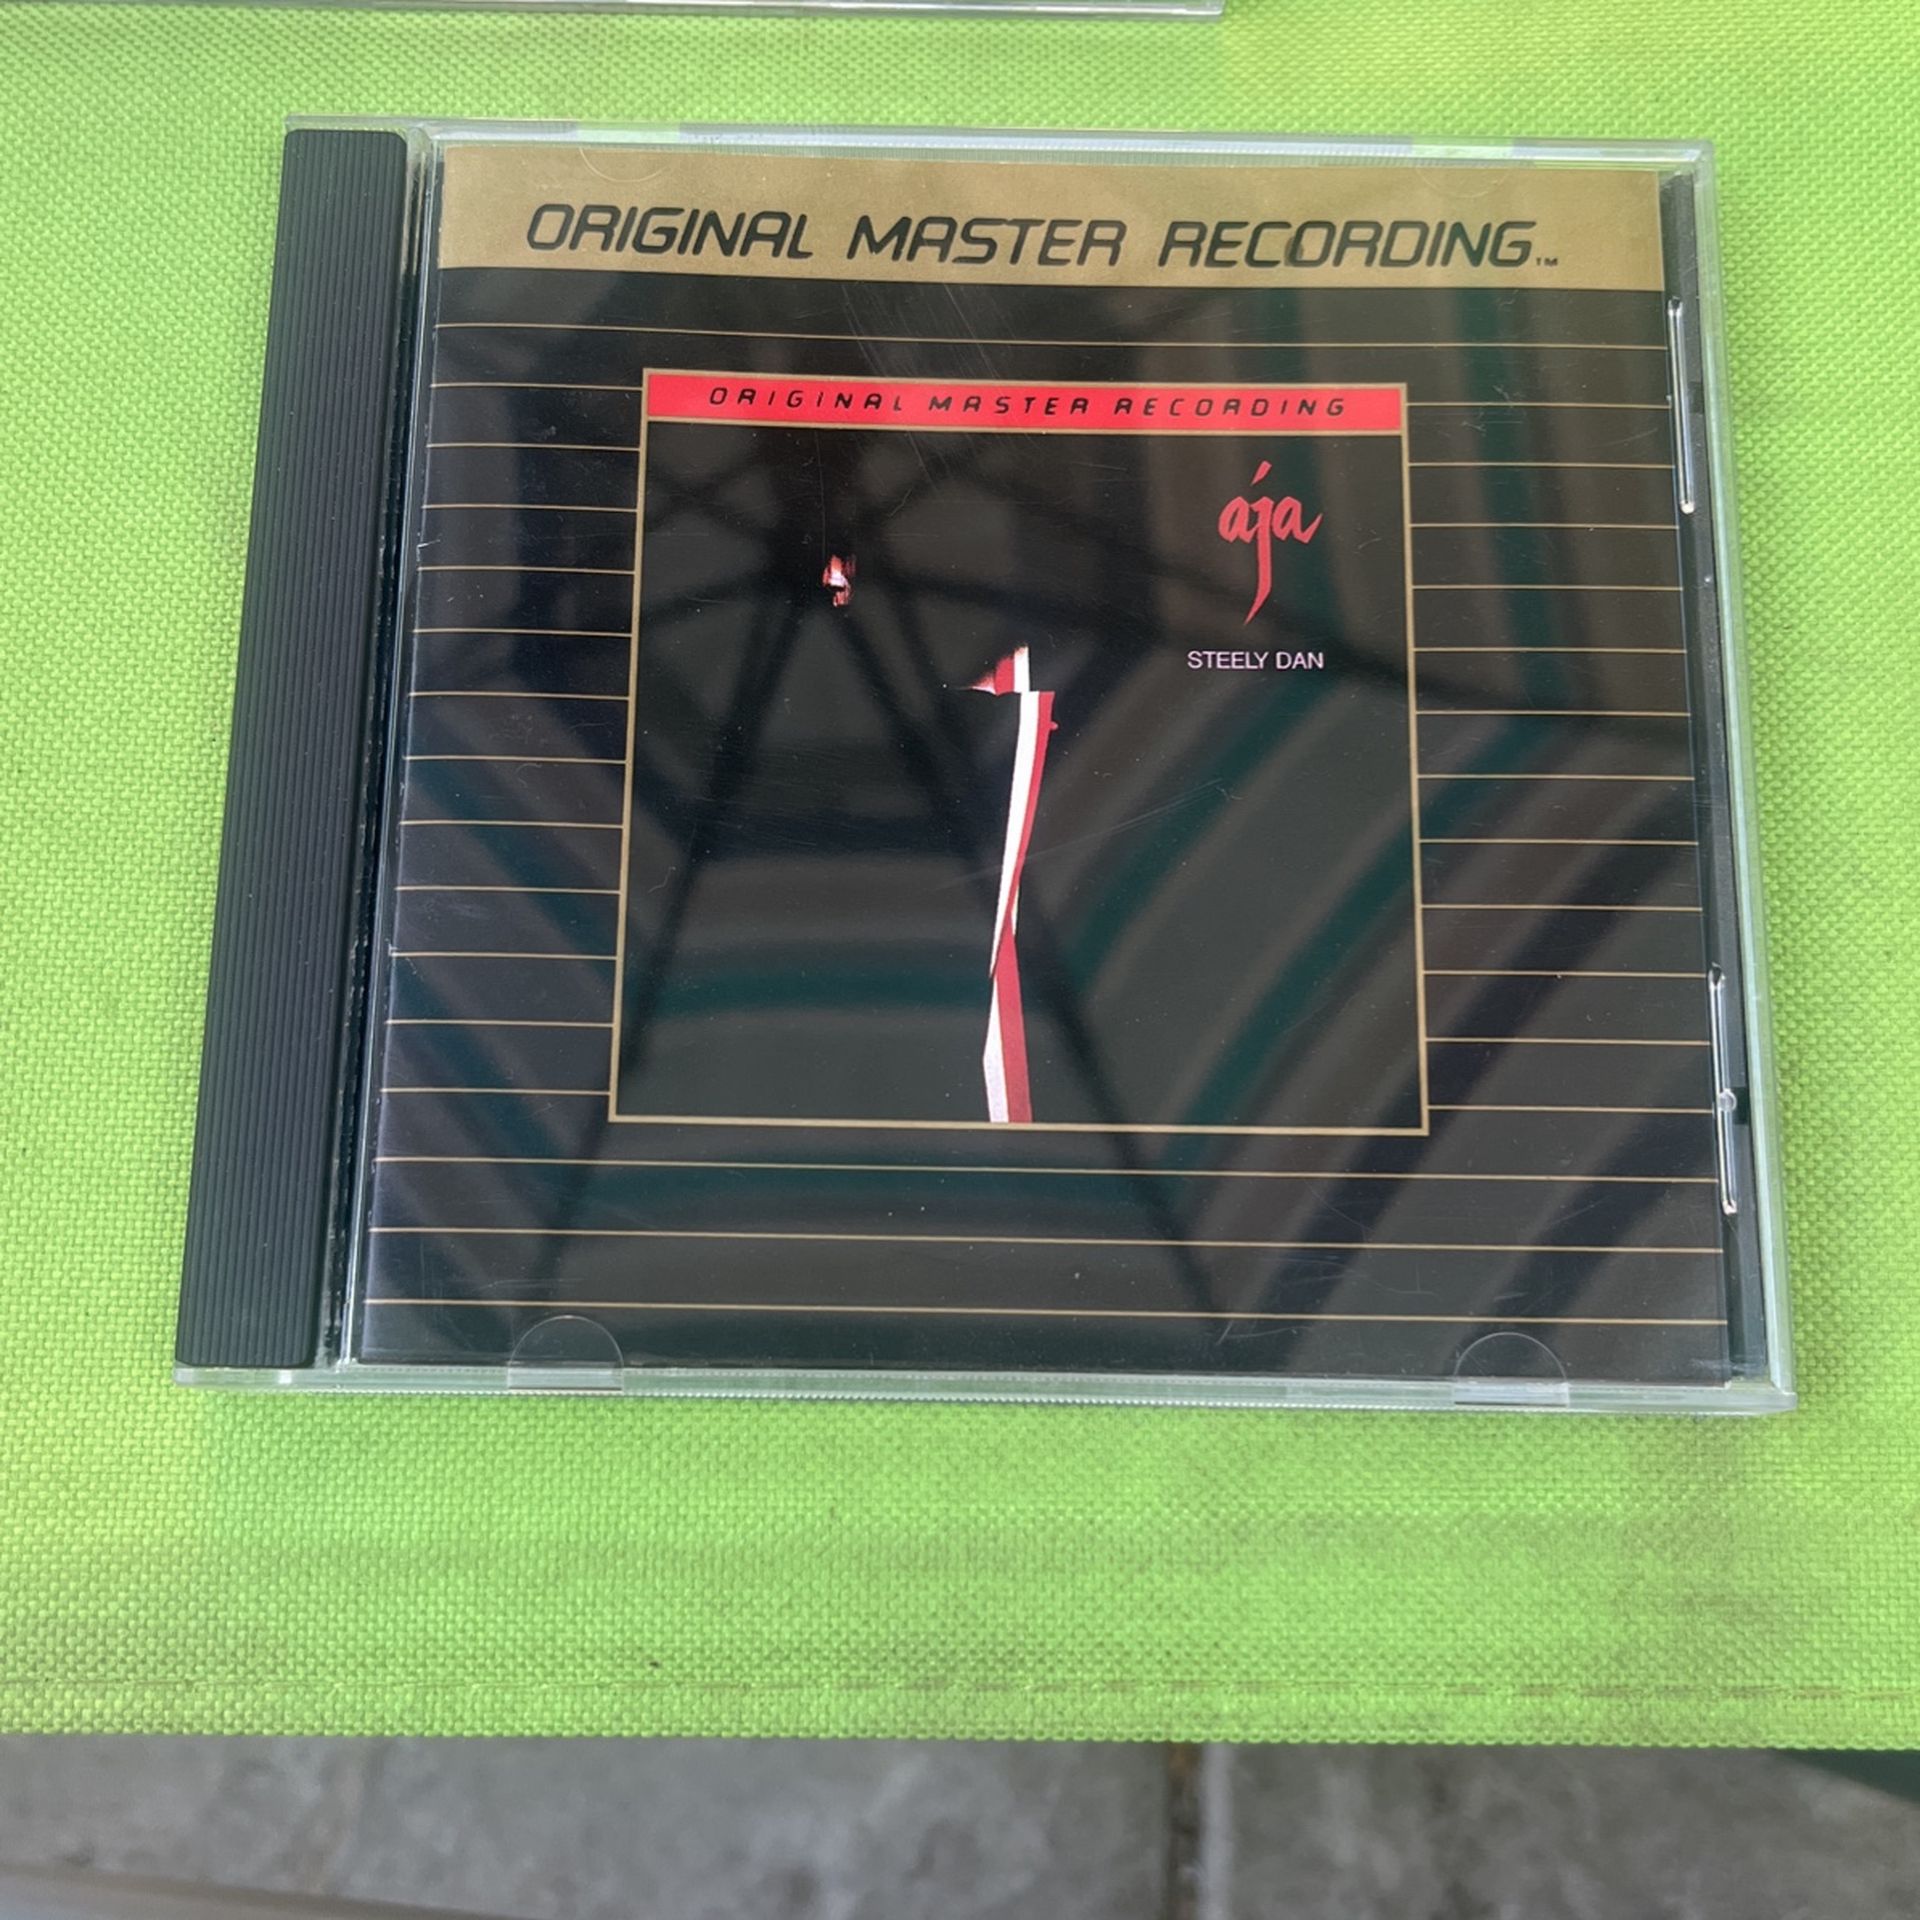 ORIGINAL MASTER RECORDING™
ORIGINAL MASTER RECORDING
aja
STEELY DAN